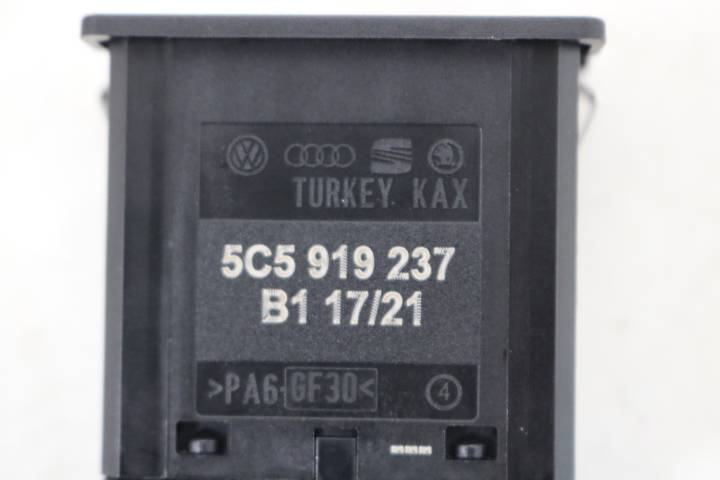 TURKEY KAX
5C5 919 237
B1 17/21
>PA6-GF30< 4